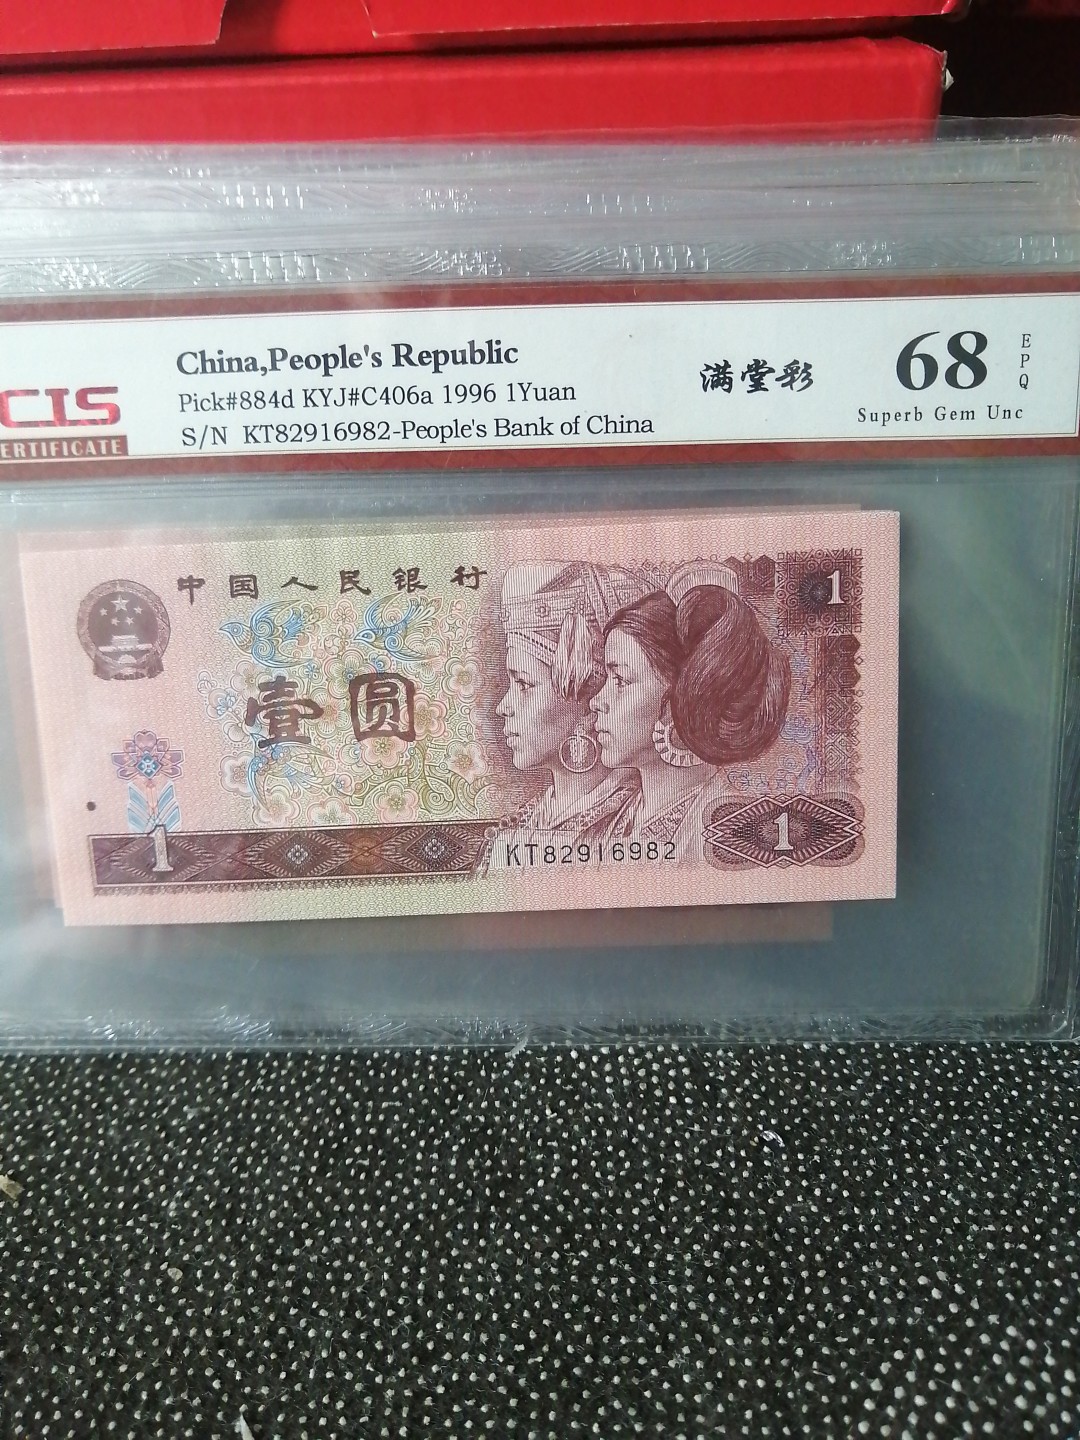 China,People's Republic
Pick#884d KYJ#C406a 1996 1Yuan
S/N KT82916982-People's Bank of China
CIS
ERTIFICATE
满堂彩
68
EPQ
Superb Gem Unc
中国人民银行
1
壹圆
1
KT82916982
1